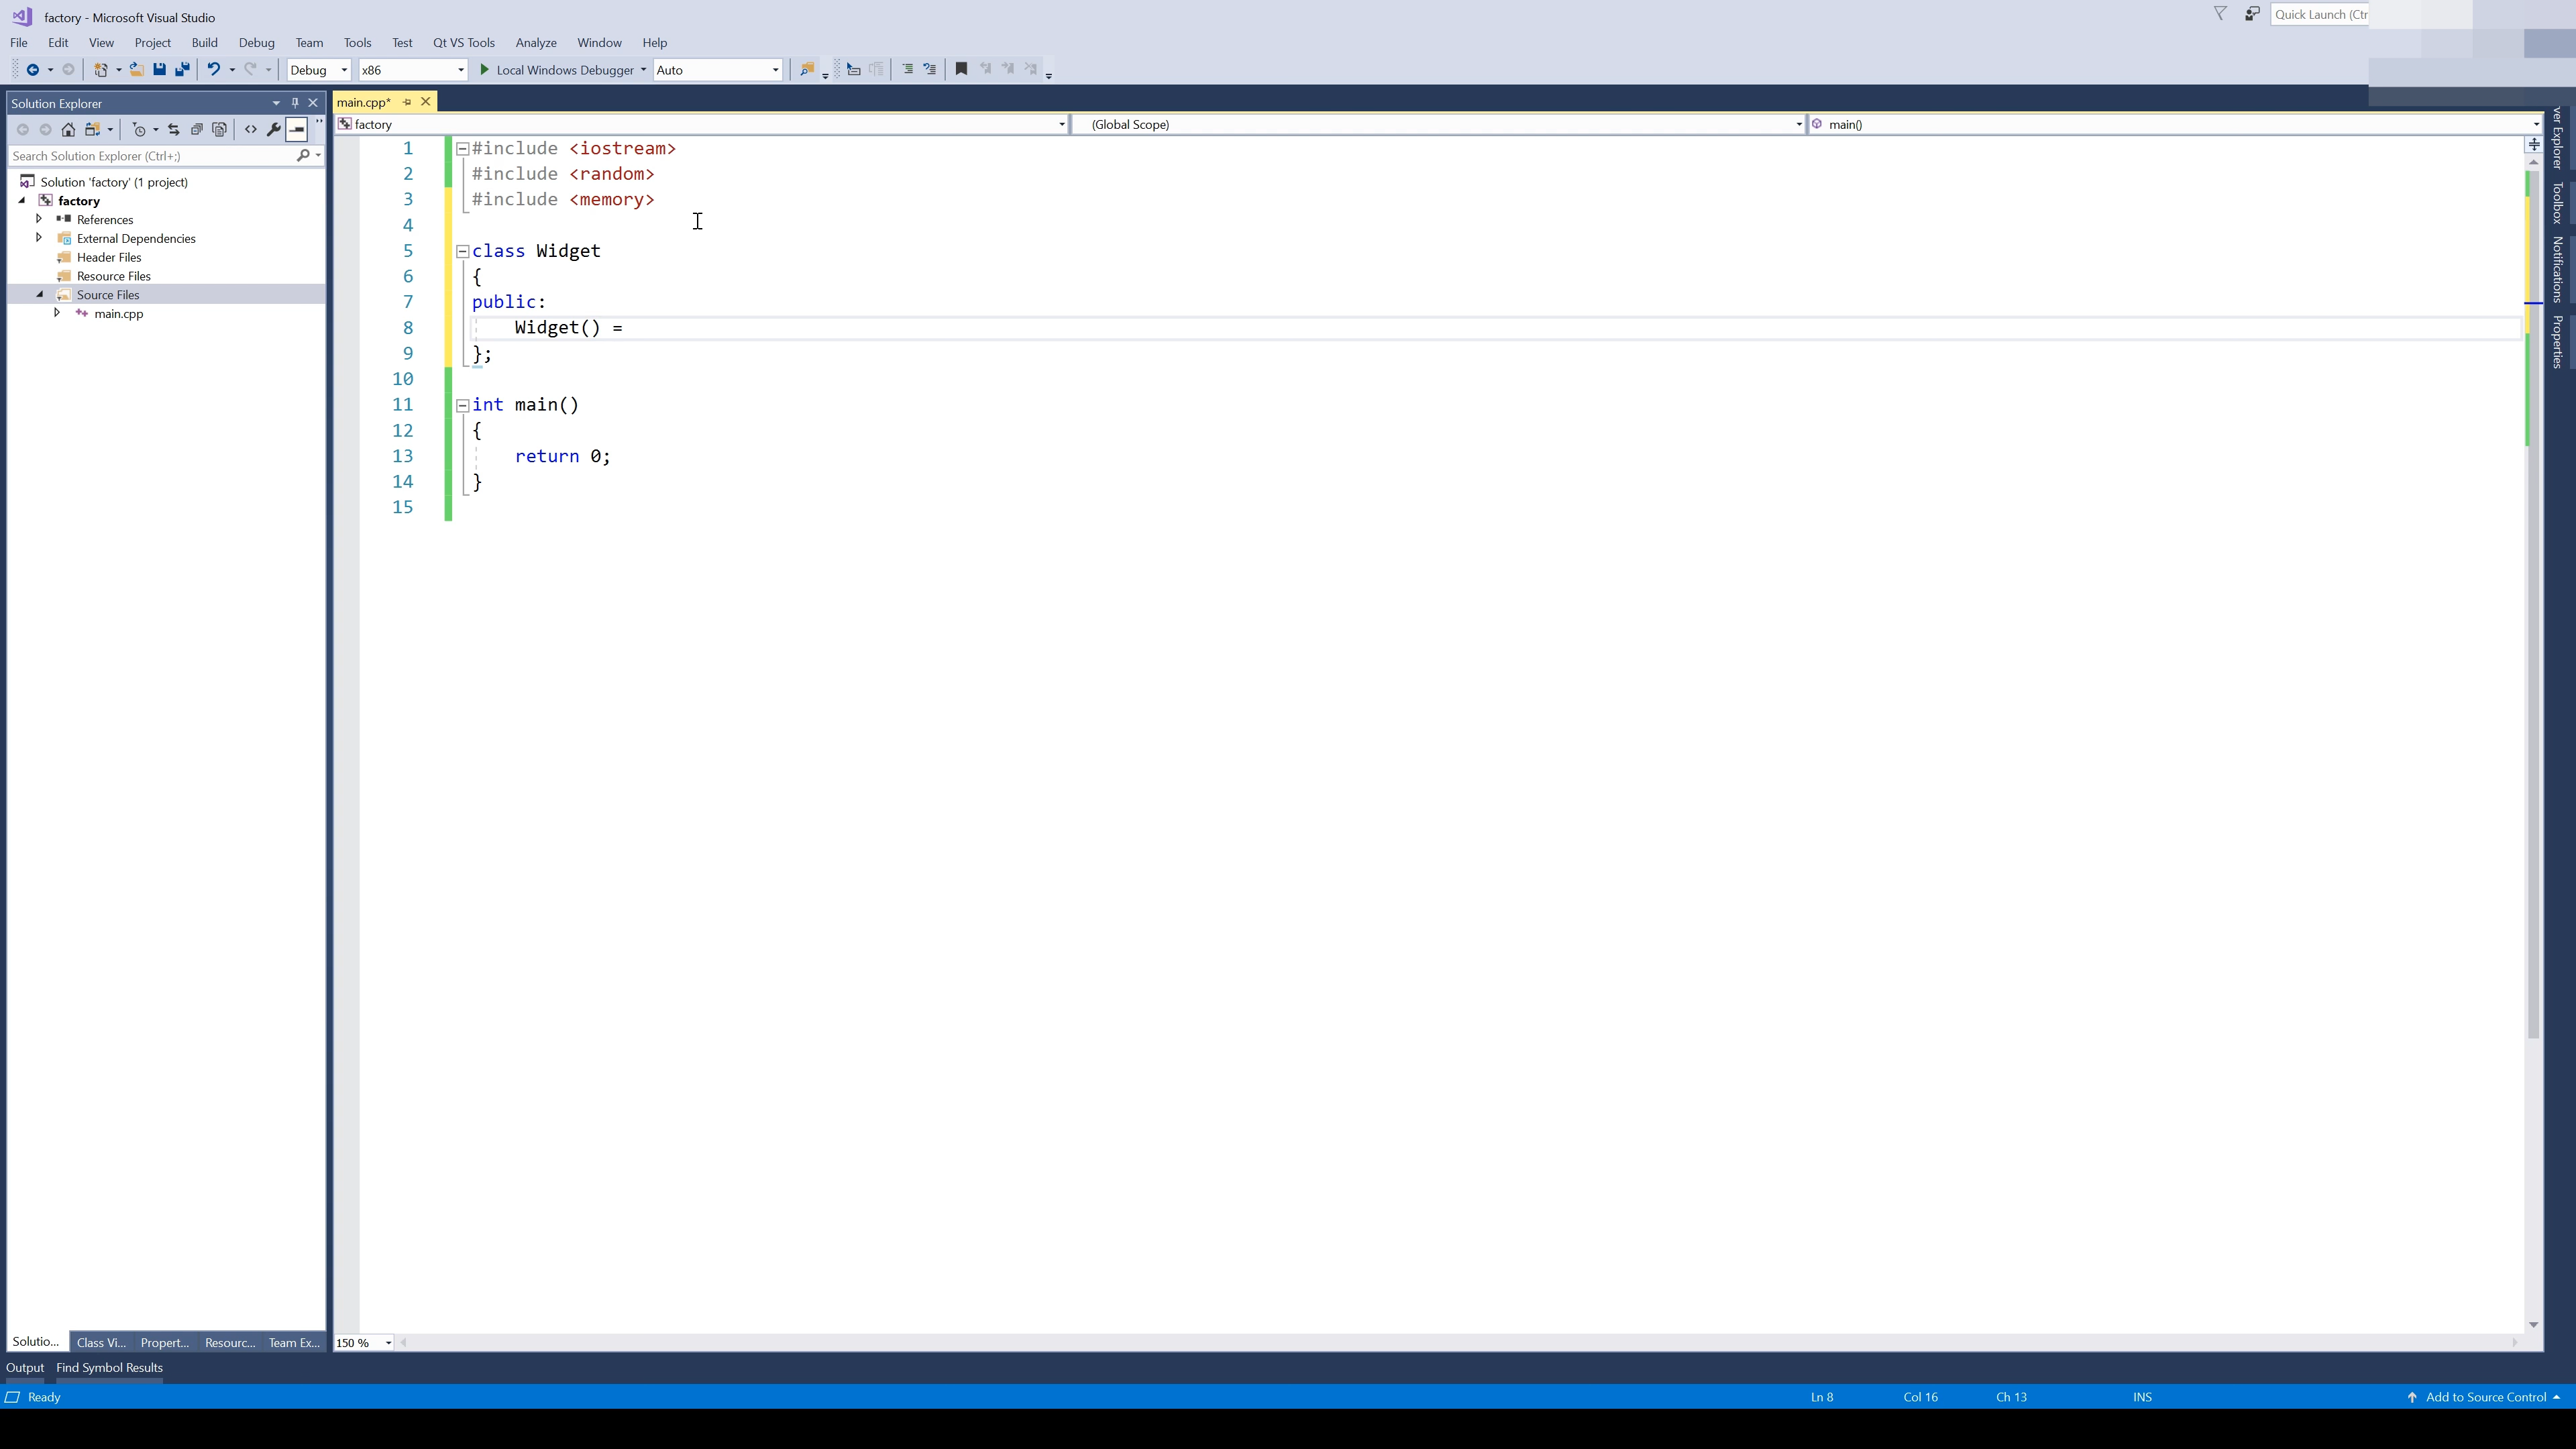 factory - Microsoft Visual Studio
Quick Launch (Ctr
File Edit View Project Build Debug Team Tools Test Qt VS Tools Analyze Window Help
Debug x86 Local Windows Debugger Auto
Solution Explorer
main.cpp*
factory (Global Scope) main()
Search Solution Explorer (Ctrl+;)
Solution 'factory' (1 project)
factory
References
External Dependencies
Header Files
Resource Files
Source Files
main.cpp
1 #include <iostream>
2 #include <random>
3 #include <memory>
4
5 class Widget
6 {
7 public:
8 Widget() =
9 };
10
11 int main()
12 {
13 return 0;
14 }
15
ver Explorer
Toolbox
Notifications
Properties
Solutio... Class Vi... Propert... Resourc... Team Ex...
150 %
Output Find Symbol Results
Ready Ln 8 Col 16 Ch 13 INS Add to Source Control